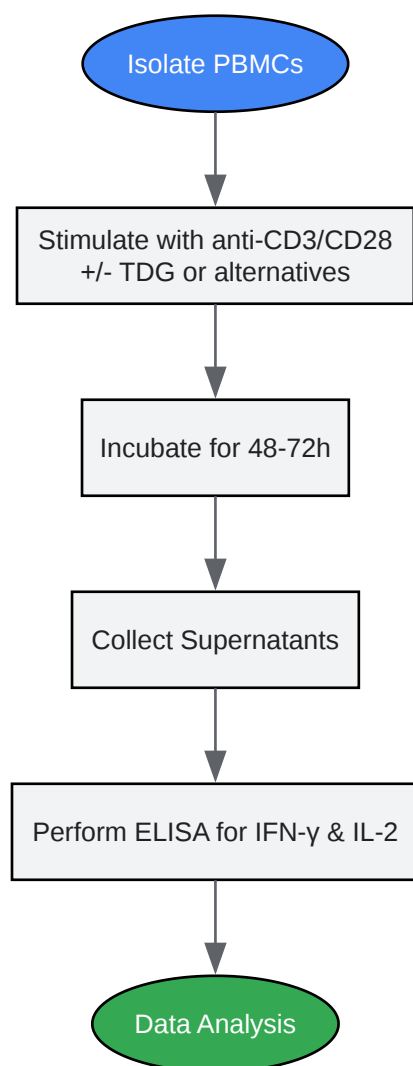 Isolate PBMCs
Stimulate with anti-CD3/CD28
+/- TDG or alternatives
Incubate for 48-72h
Collect Supernatants
Perform ELISA for IFN-γ & IL-2
Data Analysis